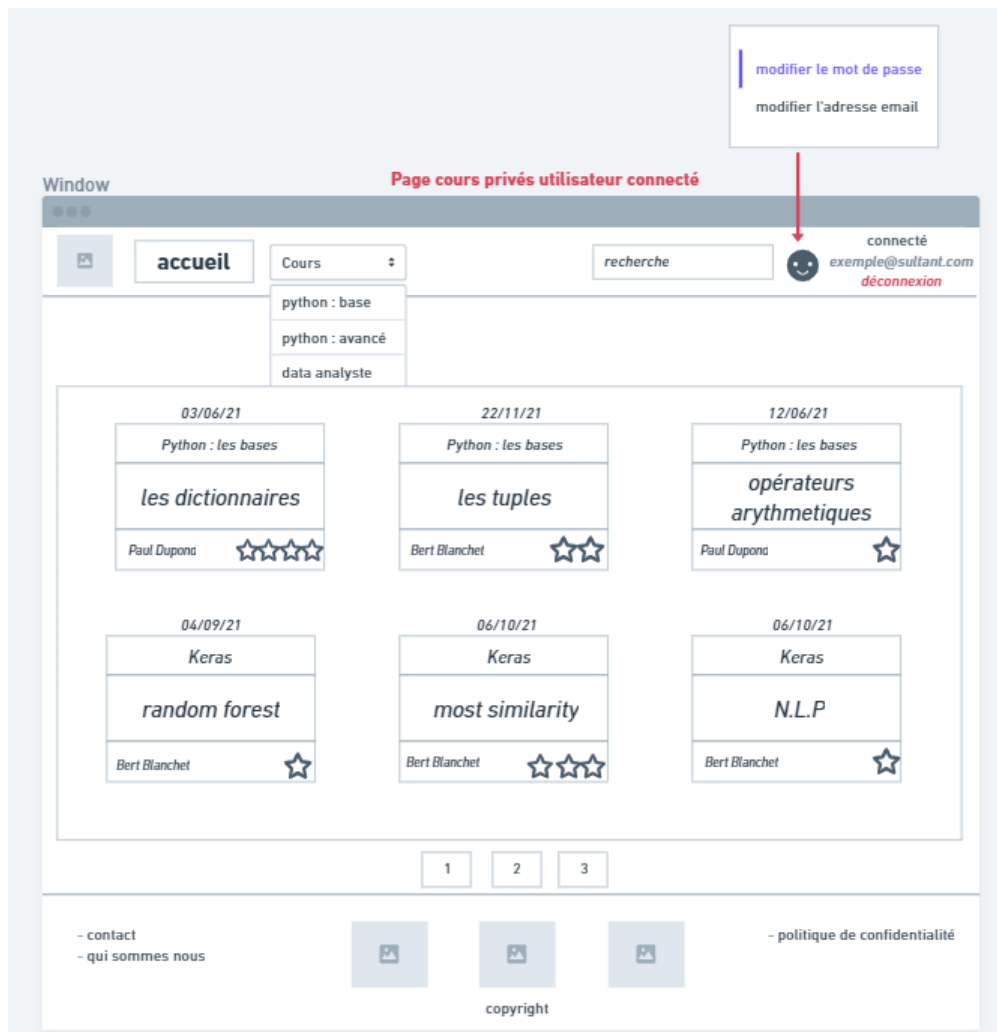 modifier le mot de passe
modifier l'adresse email
Page cours privés utilisateur connecté
Window
accueil
Cours
recherche
connecté
exemple@sultant.com
déconnexion
python : base
python : avancé
data analyste
03/06/21
Python : les bases
les dictionnaires
Paul Dupond
22/11/21
Python : les bases
les tuples
Bert Blanchet
12/06/21
Python : les bases
opérateurs
arythmetiques
Paul Dupond
04/09/21
Keras
random forest
Bert Blanchet
06/10/21
Keras
most similarity
Bert Blanchet
06/10/21
Keras
N.L.P
Bert Blanchet
1
2
3
- contact
- qui sommes nous
- politique de confidentialité
copyright